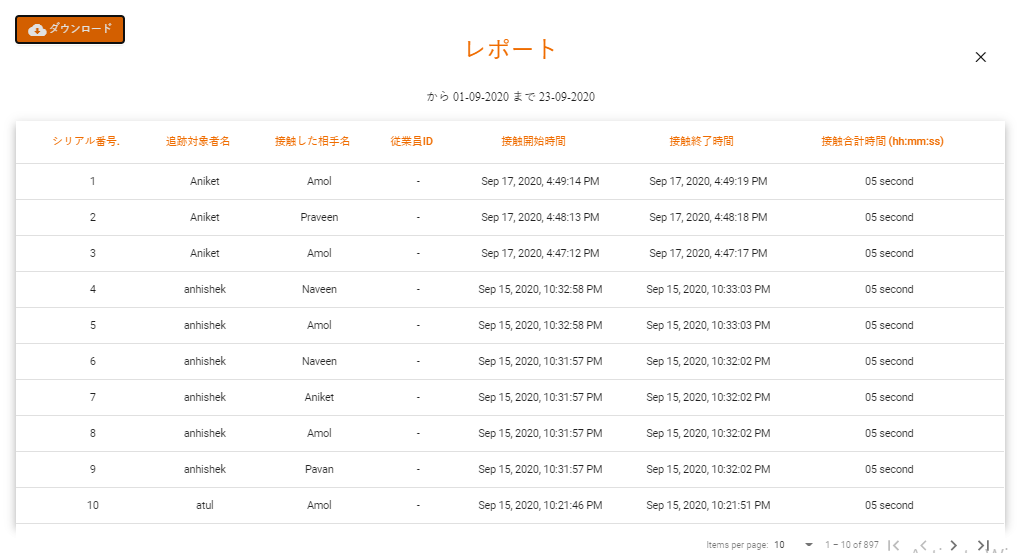 ダウンロード
レポート
から 01-09-2020 まで 23-09-2020
シリアル番号. 追跡対象者名 接触した相手名 従業員ID 接触開始時間 接触終了時間 接触合計時間 (hh:mm:ss)
1 Aniket Amol - Sep 17, 2020, 4:49:14 PM Sep 17, 2020, 4:49:19 PM 05 second
2 Aniket Praveen - Sep 17, 2020, 4:48:13 PM Sep 17, 2020, 4:48:18 PM 05 second
3 Aniket Amol - Sep 17, 2020, 4:47:12 PM Sep 17, 2020, 4:47:17 PM 05 second
4 anhishek Naveen - Sep 15, 2020, 10:32:58 PM Sep 15, 2020, 10:33:03 PM 05 second
5 anhishek Amol - Sep 15, 2020, 10:32:58 PM Sep 15, 2020, 10:33:03 PM 05 second
6 anhishek Naveen - Sep 15, 2020, 10:31:57 PM Sep 15, 2020, 10:32:02 PM 05 second
7 anhishek Aniket - Sep 15, 2020, 10:31:57 PM Sep 15, 2020, 10:32:02 PM 05 second
8 anhishek Amol - Sep 15, 2020, 10:31:57 PM Sep 15, 2020, 10:32:02 PM 05 second
9 anhishek Pavan - Sep 15, 2020, 10:31:57 PM Sep 15, 2020, 10:32:02 PM 05 second
10 atul Amol - Sep 15, 2020, 10:21:46 PM Sep 15, 2020, 10:21:51 PM 05 second
Items per page: 10 1 – 10 of 897